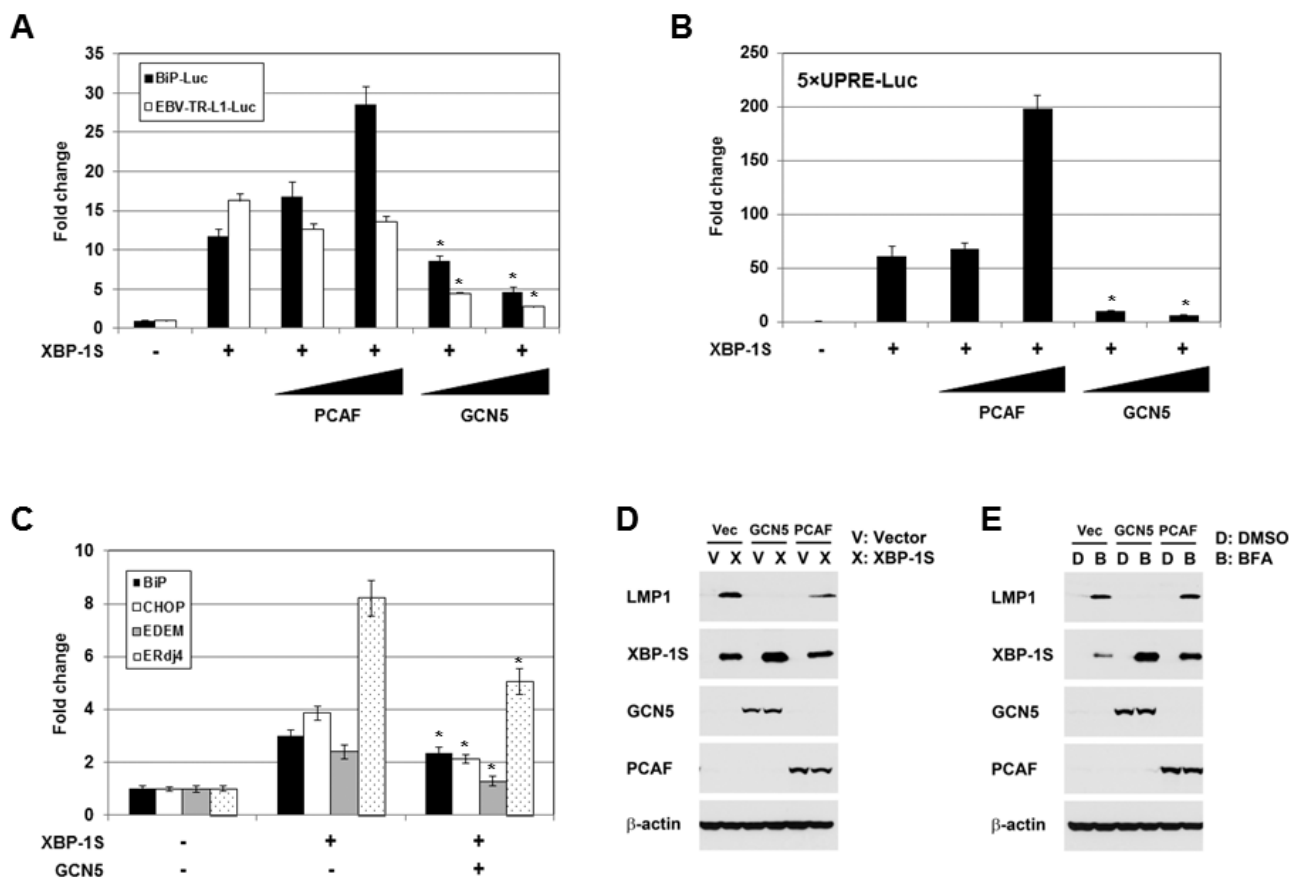 A
Fold change
35
30
25
20
15
10
5
0
BiP-Luc
EBV-TR-L1-Luc
* * * *
XBP-1S - + + + + +
PCAF GCN5
B
Fold change
250
200
150
100
50
0
5×UPRE-Luc
* *
XBP-1S - + + + + +
PCAF GCN5
C
Fold change
10
8
6
4
2
0
BiP
CHOP
EDEM
ERdj4
* * * *
XBP-1S - + +
GCN5 - - +
D
Vec GCN5 PCAF
V X V X V X
V: Vector
X: XBP-1S
LMP1
XBP-1S
GCN5
PCAF
β-actin
E
Vec GCN5 PCAF
D B D B D B
D: DMSO
B: BFA
LMP1
XBP-1S
GCN5
PCAF
β-actin